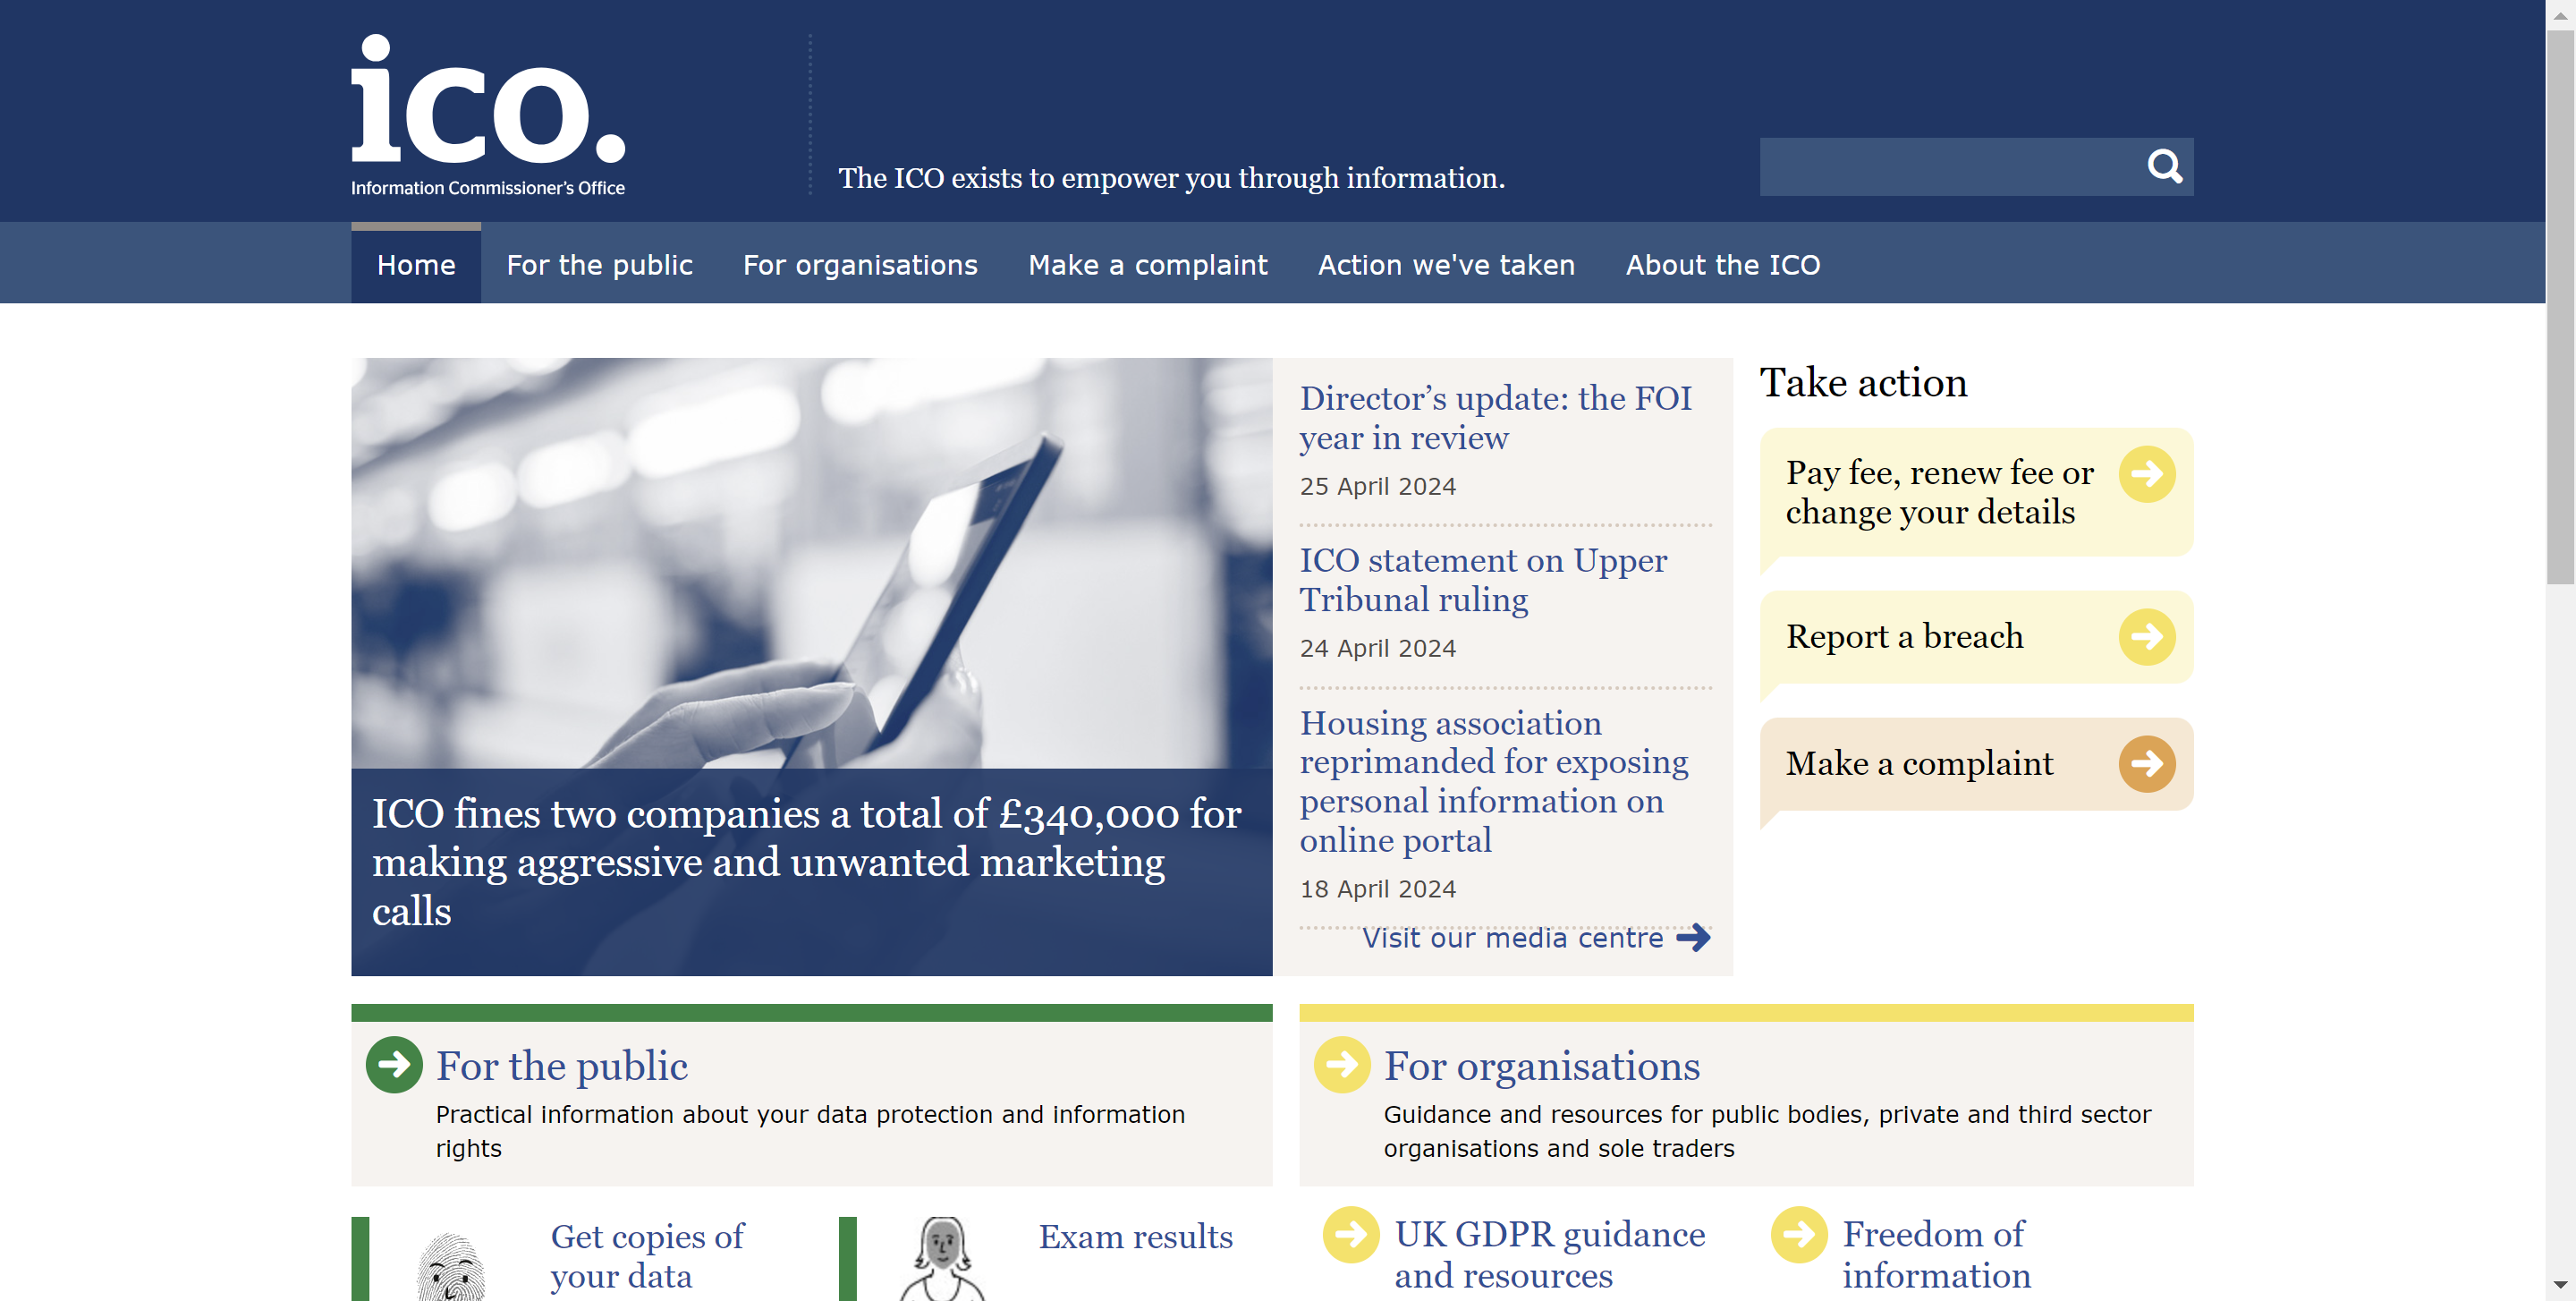 ico.
Information Commissioner's Office
The ICO exists to empower you through information.
Home
For the public
For organisations
Make a complaint
Action we've taken
About the ICO
ICO fines two companies a total of £340,000 for
making aggressive and unwanted marketing
calls
Director’s update: the FOI
year in review
25 April 2024
ICO statement on Upper
Tribunal ruling
24 April 2024
Housing association
reprimanded for exposing
personal information on
online portal
18 April 2024
Visit our media centre
Take action
Pay fee, renew fee or
change your details
Report a breach
Make a complaint
For the public
Practical information about your data protection and information
rights
For organisations
Guidance and resources for public bodies, private and third sector
organisations and sole traders
Get copies of
your data
Exam results
UK GDPR guidance
and resources
Freedom of
information